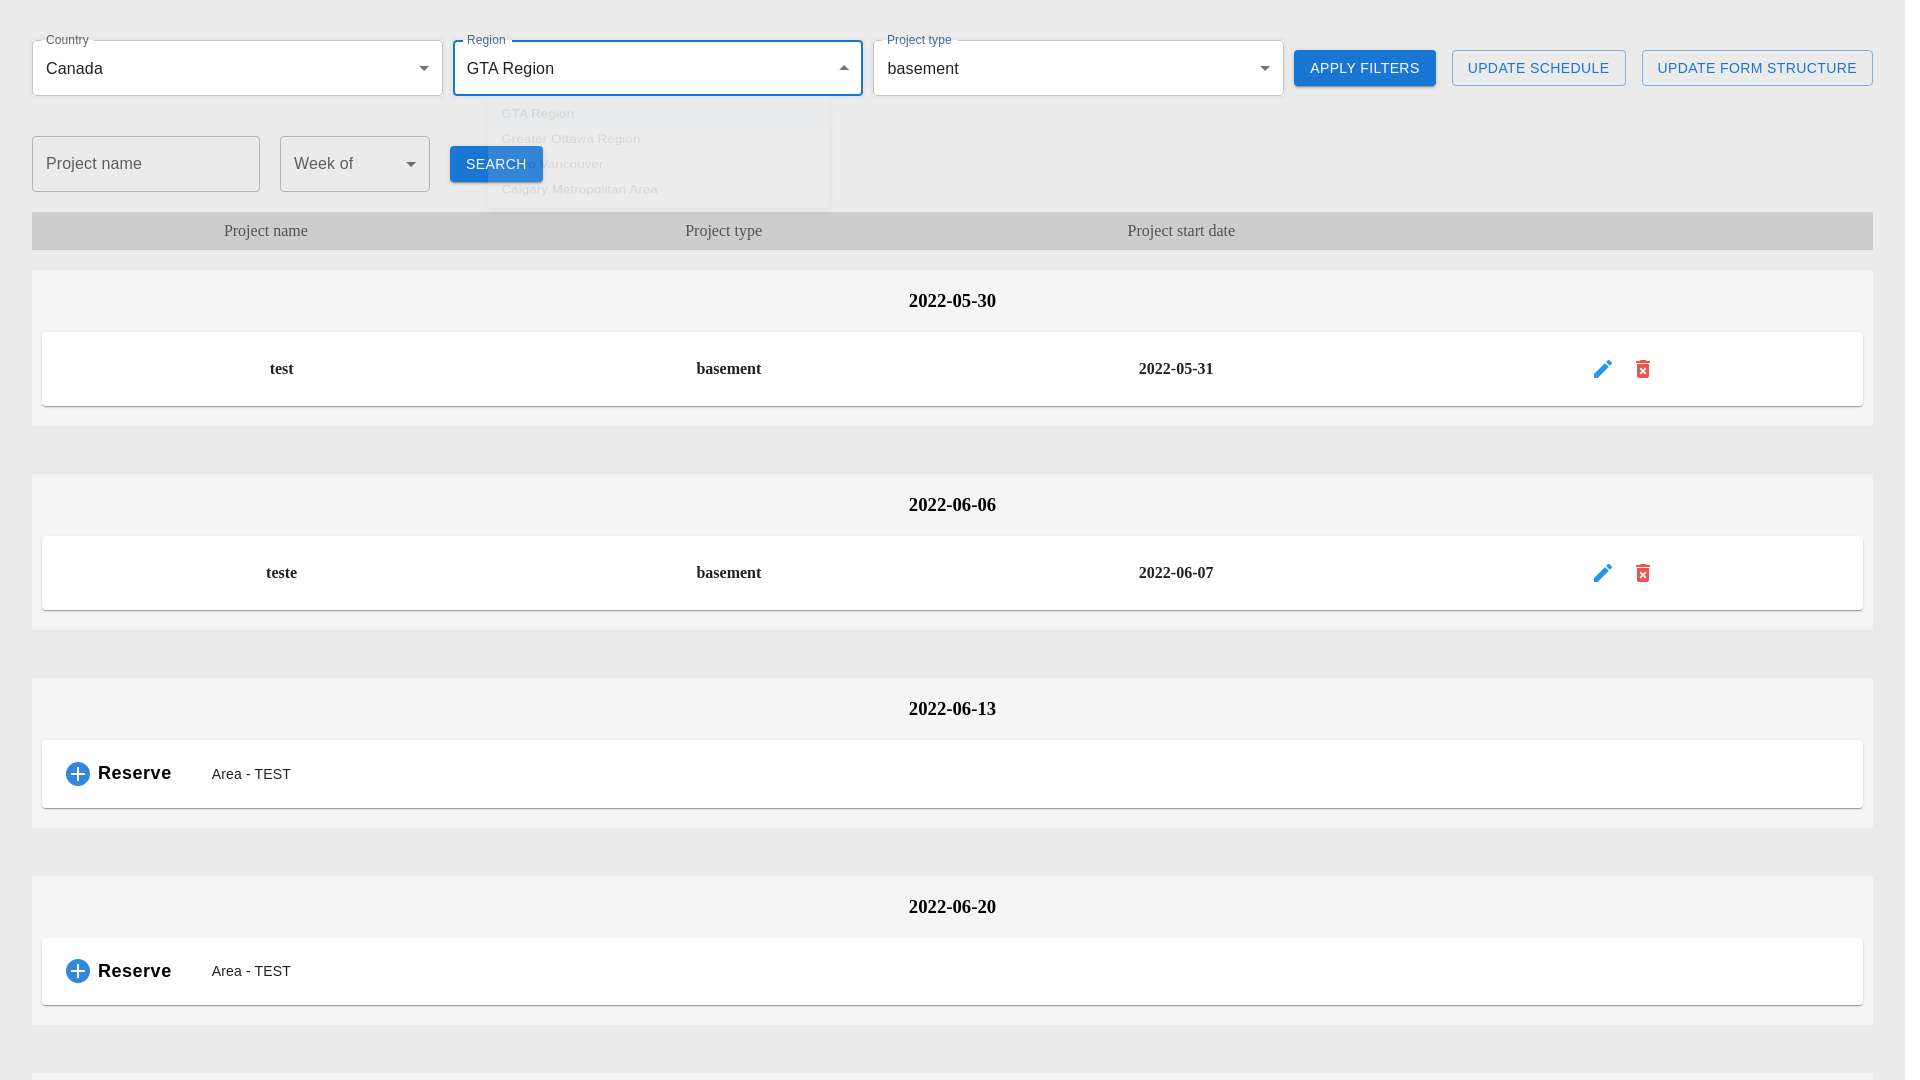 Country Region Project type
Canada GTA Region basement APPLY FILTERS UPDATE SCHEDULE UPDATE FORM STRUCTURE
GTA Region
Greater Ottawa Region
Project name Week of SEARCH Vancouver
Calgary Metropolitan Area
Project name Project type Project start date
2022-05-30
test basement 2022-05-31
2022-06-06
teste basement 2022-06-07
2022-06-13
Reserve Area - TEST
2022-06-20
Reserve Area - TEST